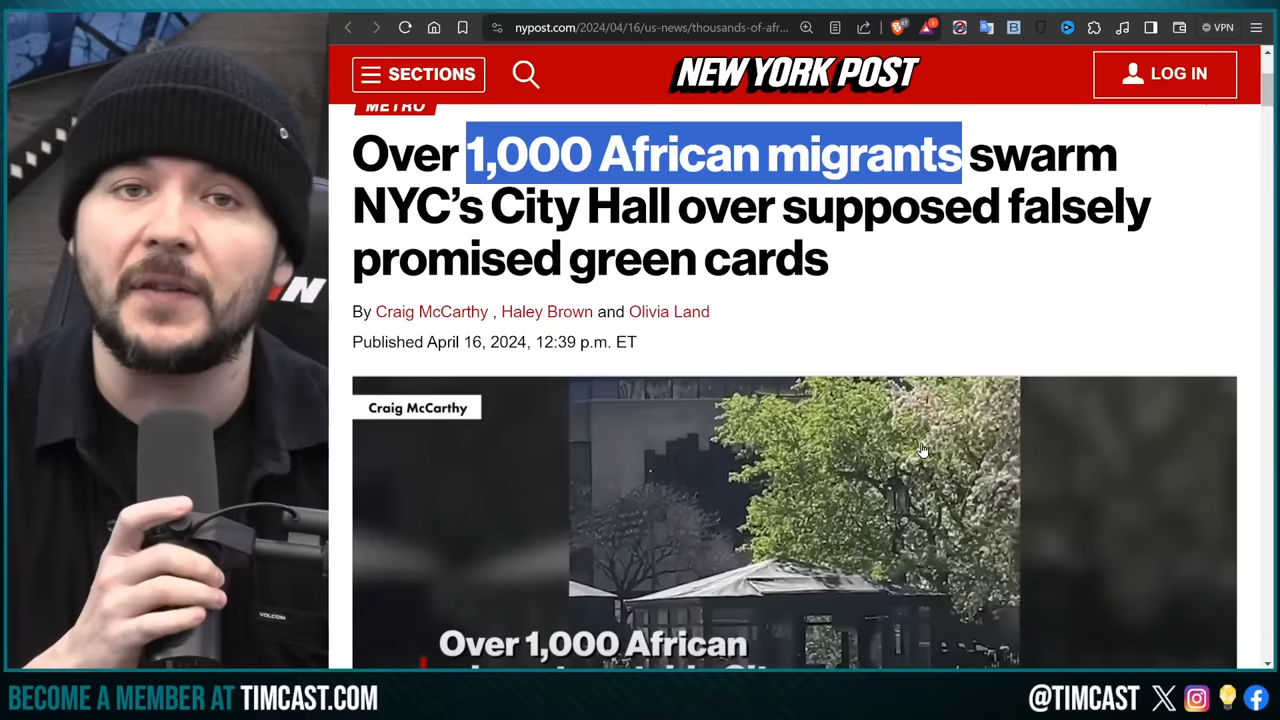 nypost.com/2024/04/16/us-news/thousands-of-afr...
VPN
SECTIONS
NEW YORK POST
LOG IN
METRO
Over 1,000 African migrants swarm
NYC's City Hall over supposed falsely
promised green cards
By Craig McCarthy , Haley Brown and Olivia Land
Published April 16, 2024, 12:39 p.m. ET
Craig McCarthy
Over 1,000 African
VOLCOM
BECOME A MEMBER AT TIMCAST.COM
@TIMCAST